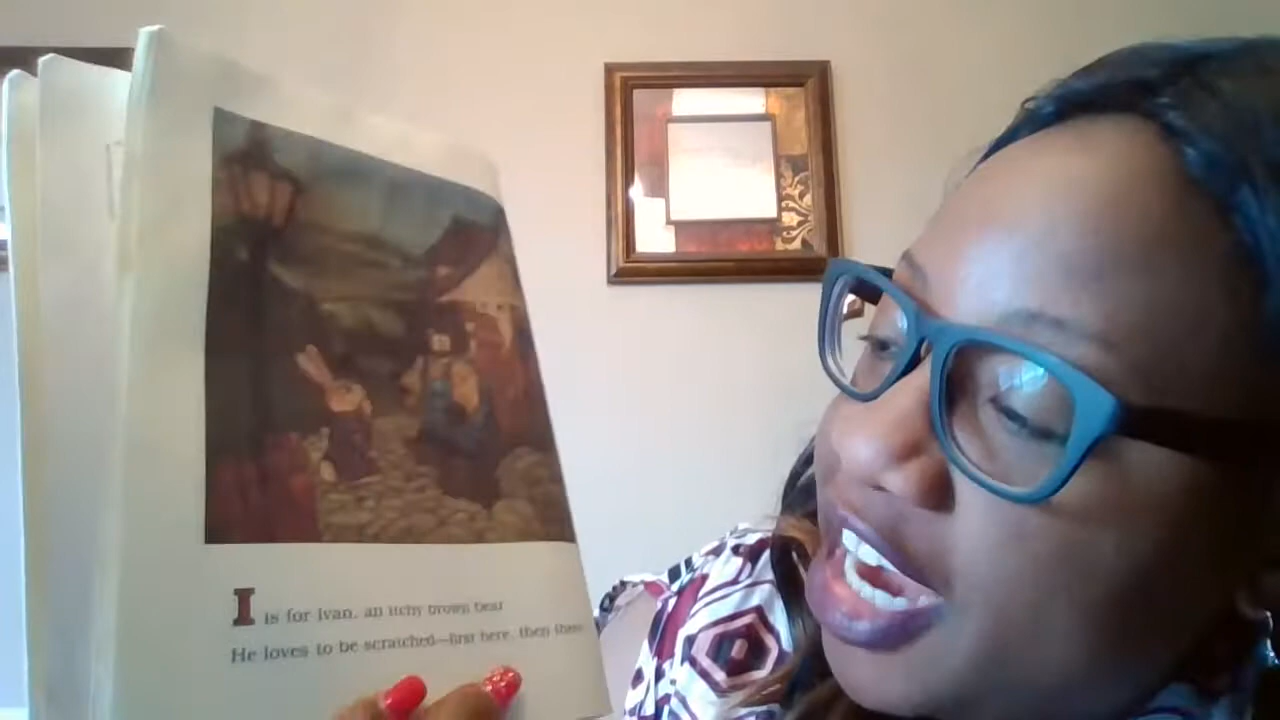 I is for Ivan, an itchy brown bear
He loves to be scratched—first here, then there